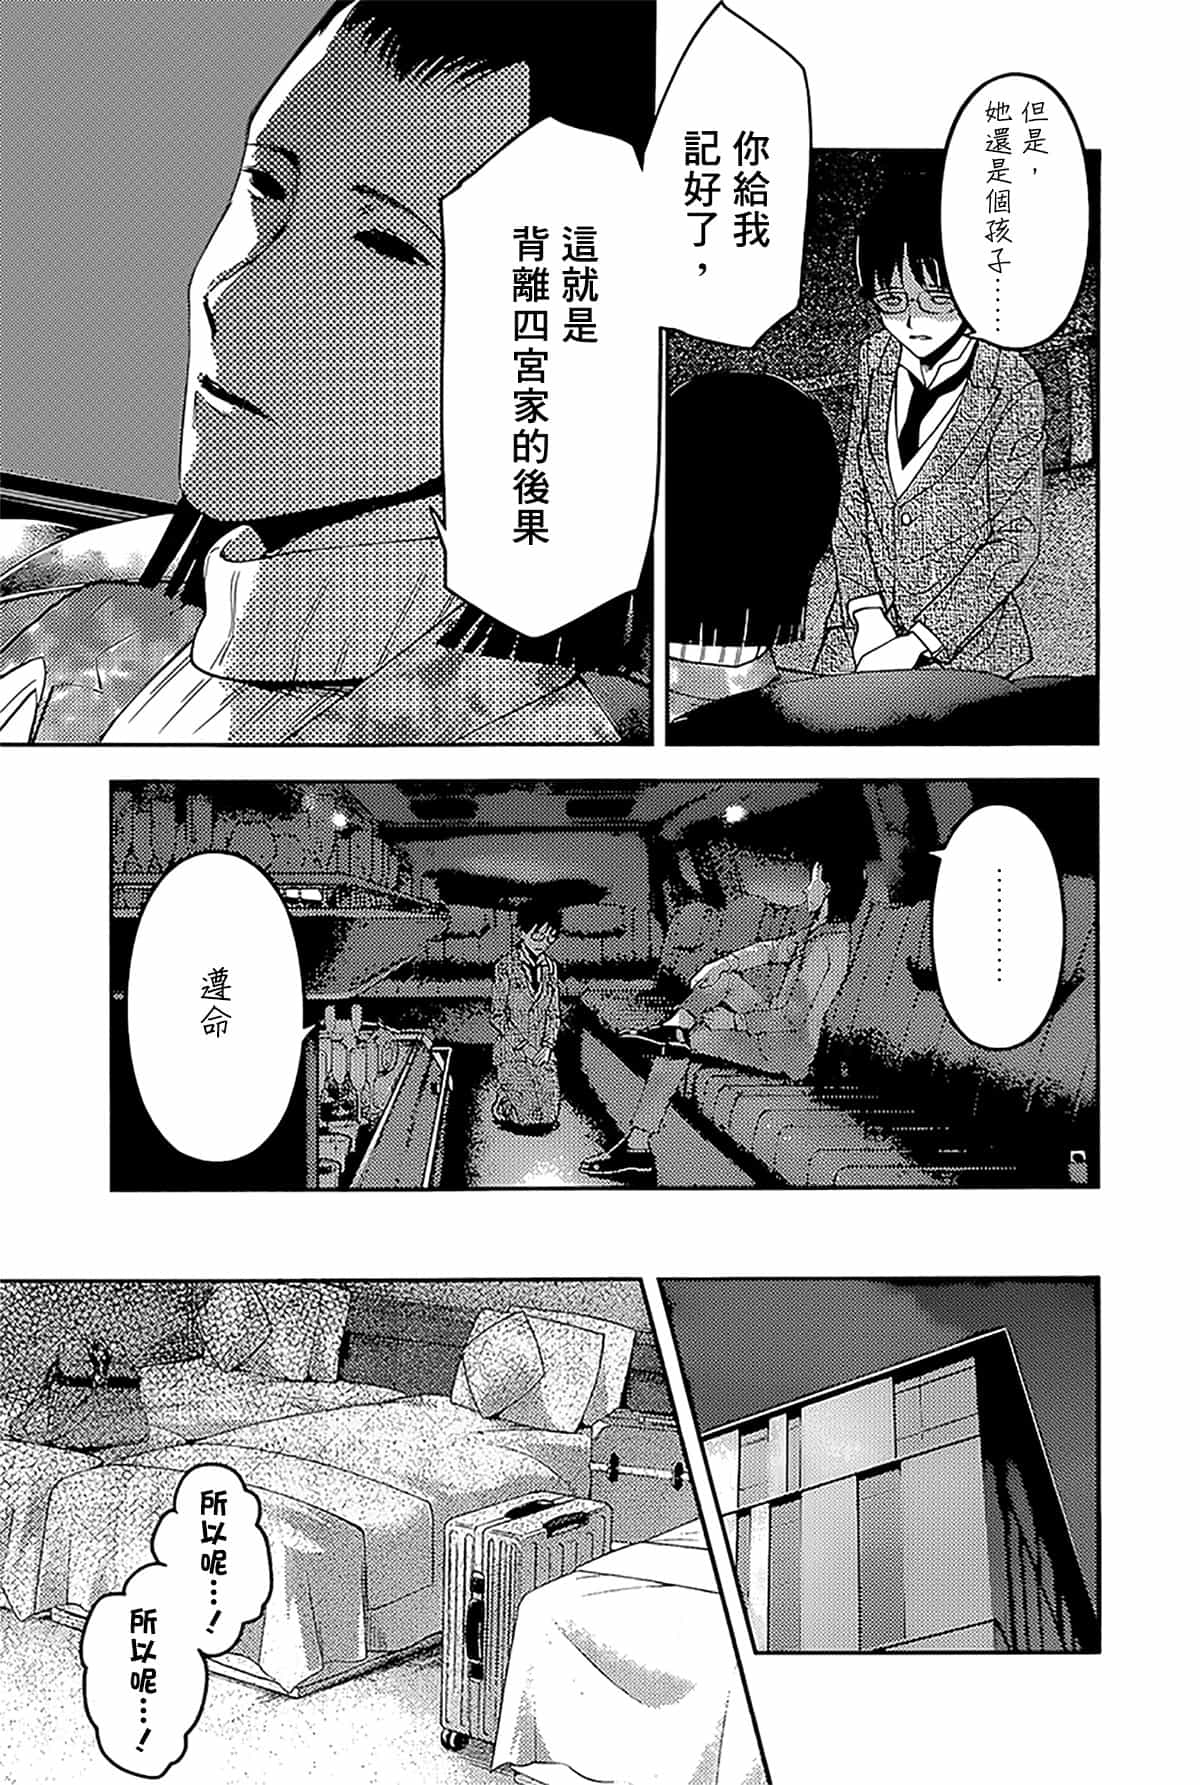 但是，
她還是個孩子………
你給我
記好了，
這就是
背離四宮家的後果
………
遵命
所以呢…！
所以呢…！